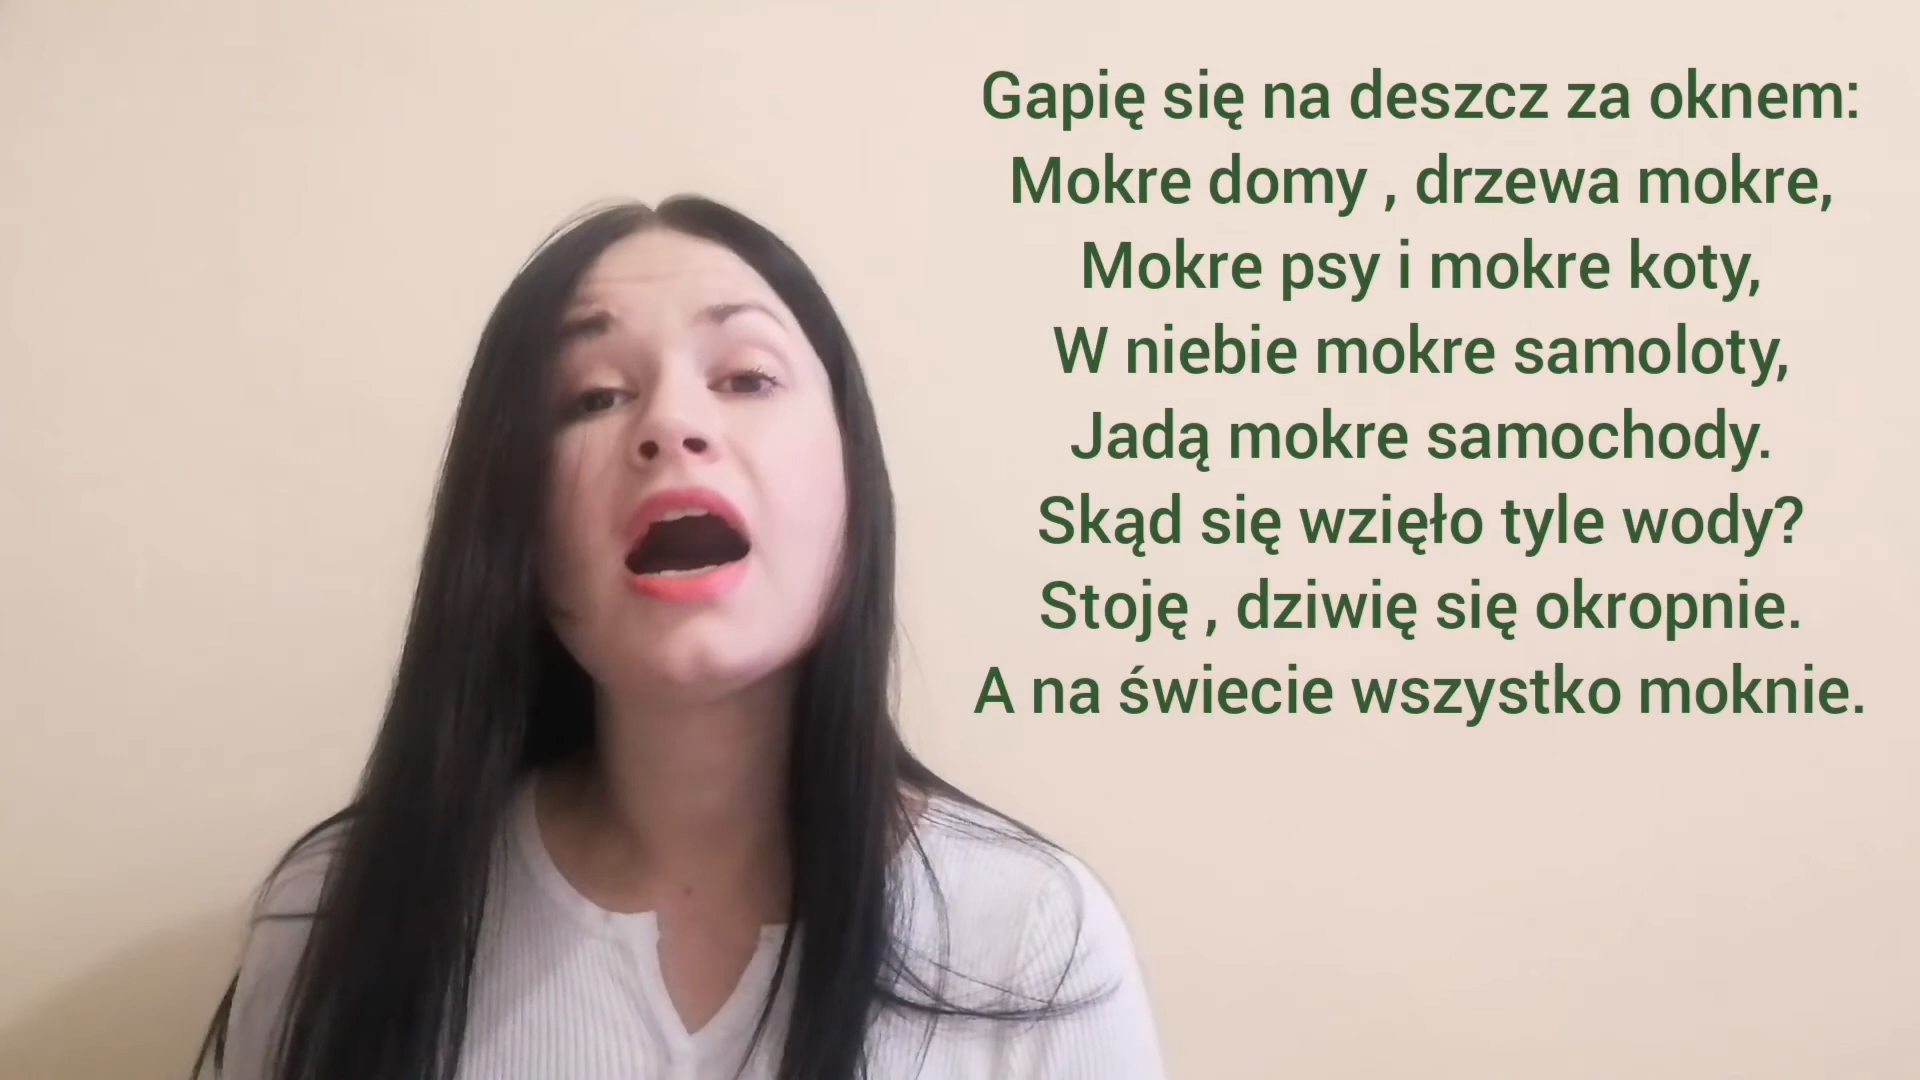 Gapię się na deszcz za oknem:
Mokre domy , drzewa mokre,
Mokre psy i mokre koty,
W niebie mokre samoloty,
Jadą mokre samochody.
Skąd się wzięło tyle wody?
Stoję , dziwię się okropnie.
A na świecie wszystko moknie.